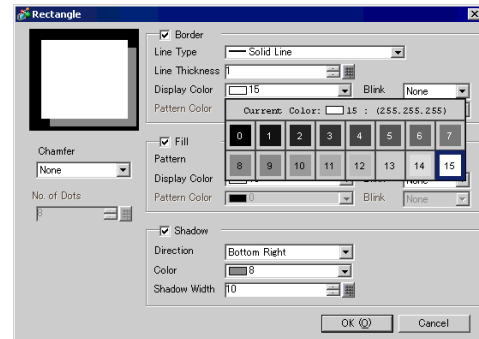 Rectangle
Border
Line Type Solid Line
Line Thickness 1
Display Color 15 Blink None
Pattern Color
Current Color: 15 : (255.255.255)
0 1 2 3 4 5 6 7
8 9 10 11 12 13 14 15
Chamfer
None
No. of Dots
8
Fill
Pattern
Display Color
Pattern Color 0 Blink None
Shadow
Direction Bottom Right
Color 8
Shadow Width 10
OK (O) Cancel